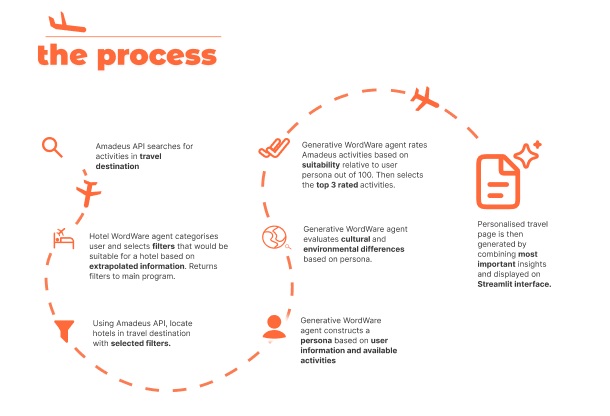 the process
Amadeus API searches for
activities in travel
destination
Hotel WordWare agent categorises
user and selects filters that would be
suitable for a hotel based on
extrapolated information. Returns
filters to main program.
Using Amadeus API, locate
hotels in travel destination
with selected filters.
Generative WordWare
agent constructs a
persona based on user
information and available
activities
Generative WordWare agent
evaluates cultural and
environmental differences
based on persona.
Generative WordWare agent rates
Amadeus activities based on
suitability relative to user
persona out of 100. Then selects
the top 3 rated activities.
Personalised travel
page is then
generated by
combining most
important insights
and displayed on
Streamlit interface.